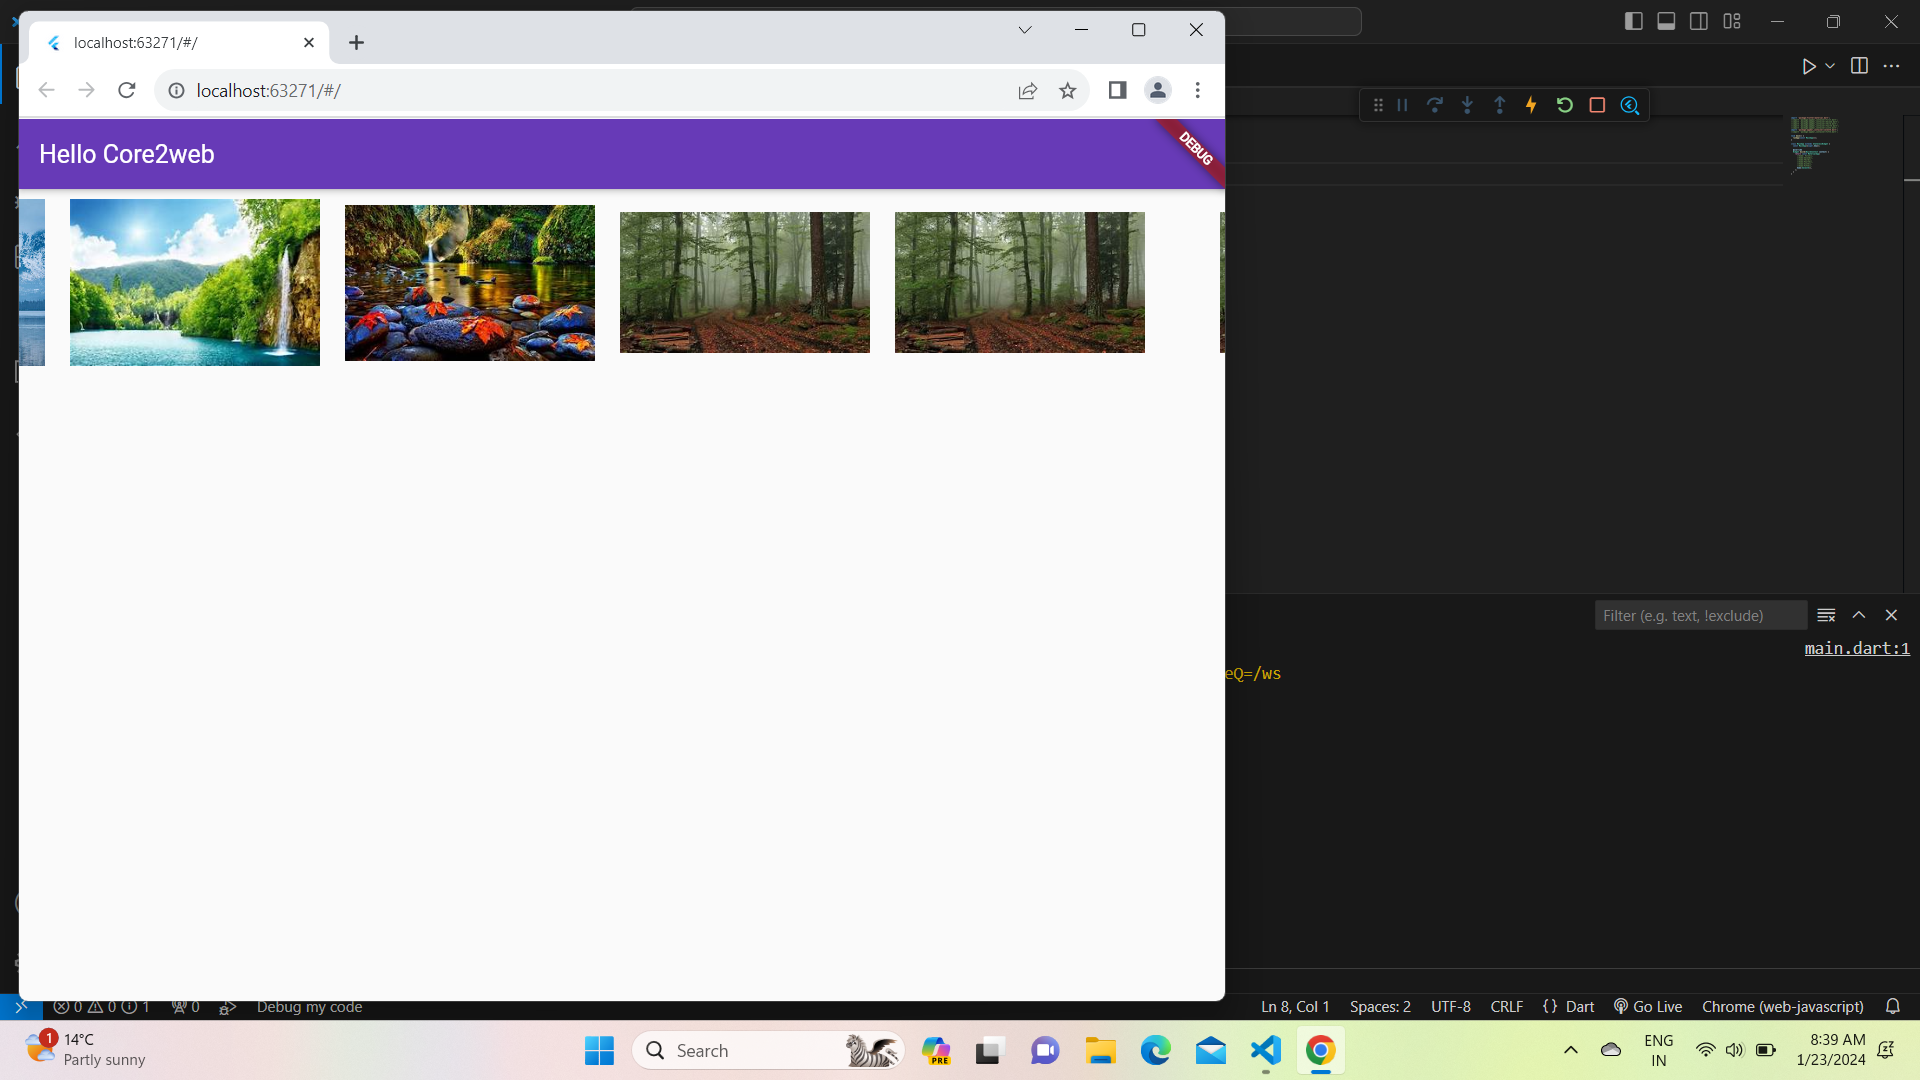 localhost:63271/#/
localhost:63271/#/
Hello Core2web
DEBUG
Filter (e.g. text, !exclude)
main.dart:1
eQ=/ws
0 0 1 0 Debug my code
Ln 8, Col 1 Spaces: 2 UTF-8 CRLF {} Dart Go Live Chrome (web-javascript)
1
14°C
Partly sunny
Search
PRE
ENG
IN
8:39 AM
1/23/2024